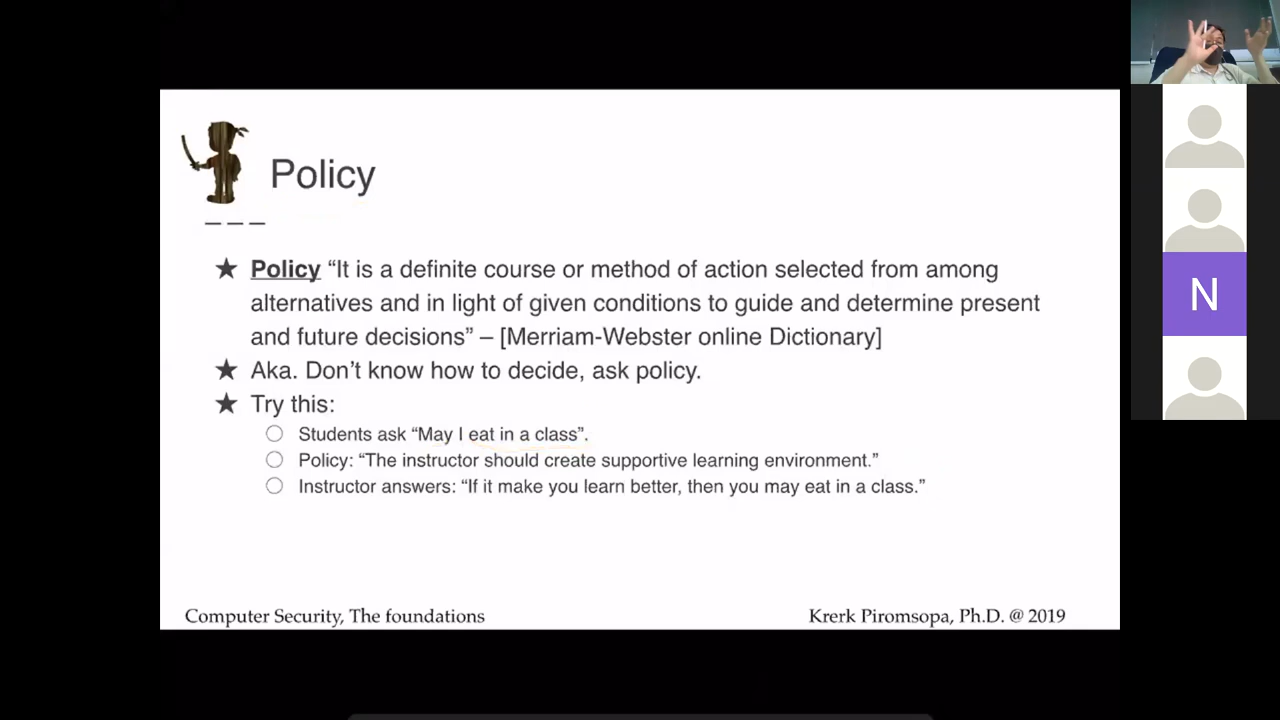 Policy
Policy “It is a definite course or method of action selected from among
alternatives and in light of given conditions to guide and determine present
and future decisions” – [Merriam-Webster online Dictionary]
Aka. Don’t know how to decide, ask policy.
Try this:
Students ask “May I eat in a class”.
Policy: “The instructor should create supportive learning environment.”
Instructor answers: “If it make you learn better, then you may eat in a class.”
Computer Security, The foundations
Krerk Piromsopa, Ph.D. @ 2019
N